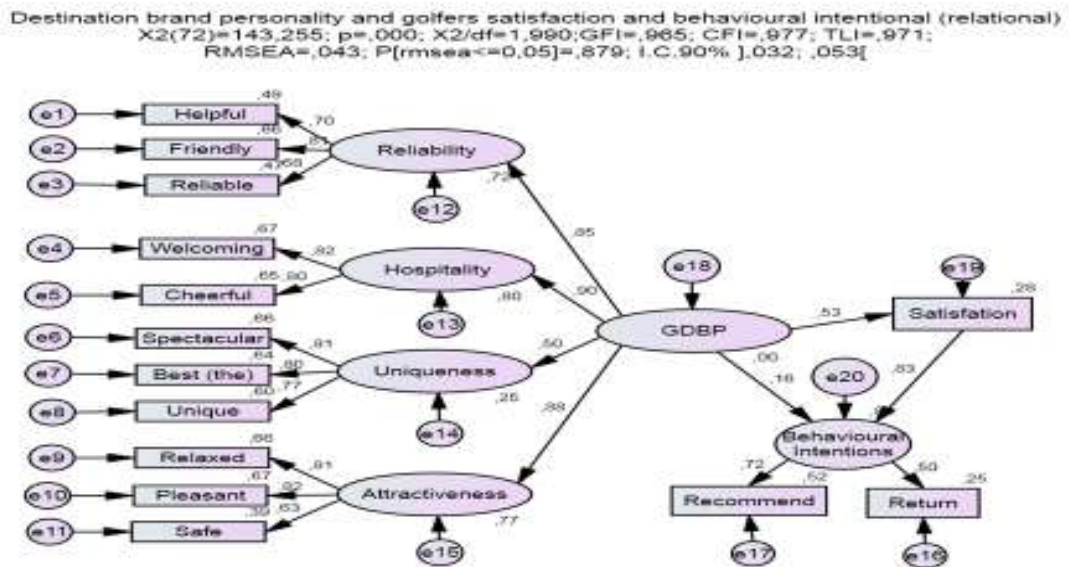 Destination brand personality and golfers satisfaction and behavioural intentional (relational)
X2(72)=143,255; p=,000; X2/df=1,990;GFI=,965; CFI=,977; TLI=,971;
RMSEA=,043; P[rmsea<=0,05]=,879; I.C.90% ],032; ,053[
,49
e1 Helpful ,70
,66
e2 Friendly ,81 Reliability
,47 ,68
e3 Reliable ,72
e12
,67
e4 Welcoming ,82 ,85
Hospitality e18 e19
,65 ,80 ,28
e5 Cheerful ,80 ,90 ,53 Satisfation
e13 GDBP
,66
e6 Spectacular ,81 ,50 ,00
,64 ,80
e7 Best (the) Uniqueness ,16 e20 ,83
,60 ,77
e8 Unique ,25 ,88
e14 Behavioural
Intentions
,66
e9 Relaxed ,81 ,72 ,50
,67 ,82 ,52 ,25
e10 Pleasant Attractiveness Recommend Return
,39 ,63
e11 Safe ,77
e15 e17 e16